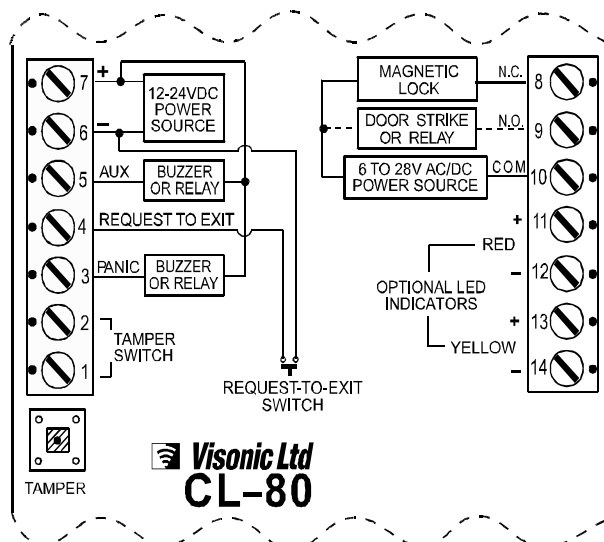 7 + 12-24VDC
POWER
SOURCE
6 –
5 AUX BUZZER
OR RELAY
4 REQUEST TO EXIT
3 PANIC BUZZER
OR RELAY
2
TAMPER
SWITCH
1
REQUEST-TO-EXIT
SWITCH
TAMPER
Visonic Ltd
CL-80
MAGNETIC
LOCK
N.C. 8
DOOR STRIKE
OR RELAY
N.O. 9
6 TO 28V AC/DC
POWER SOURCE
COM 10
+ 11
RED
– 12
OPTIONAL LED
INDICATORS
+ 13
YELLOW
– 14